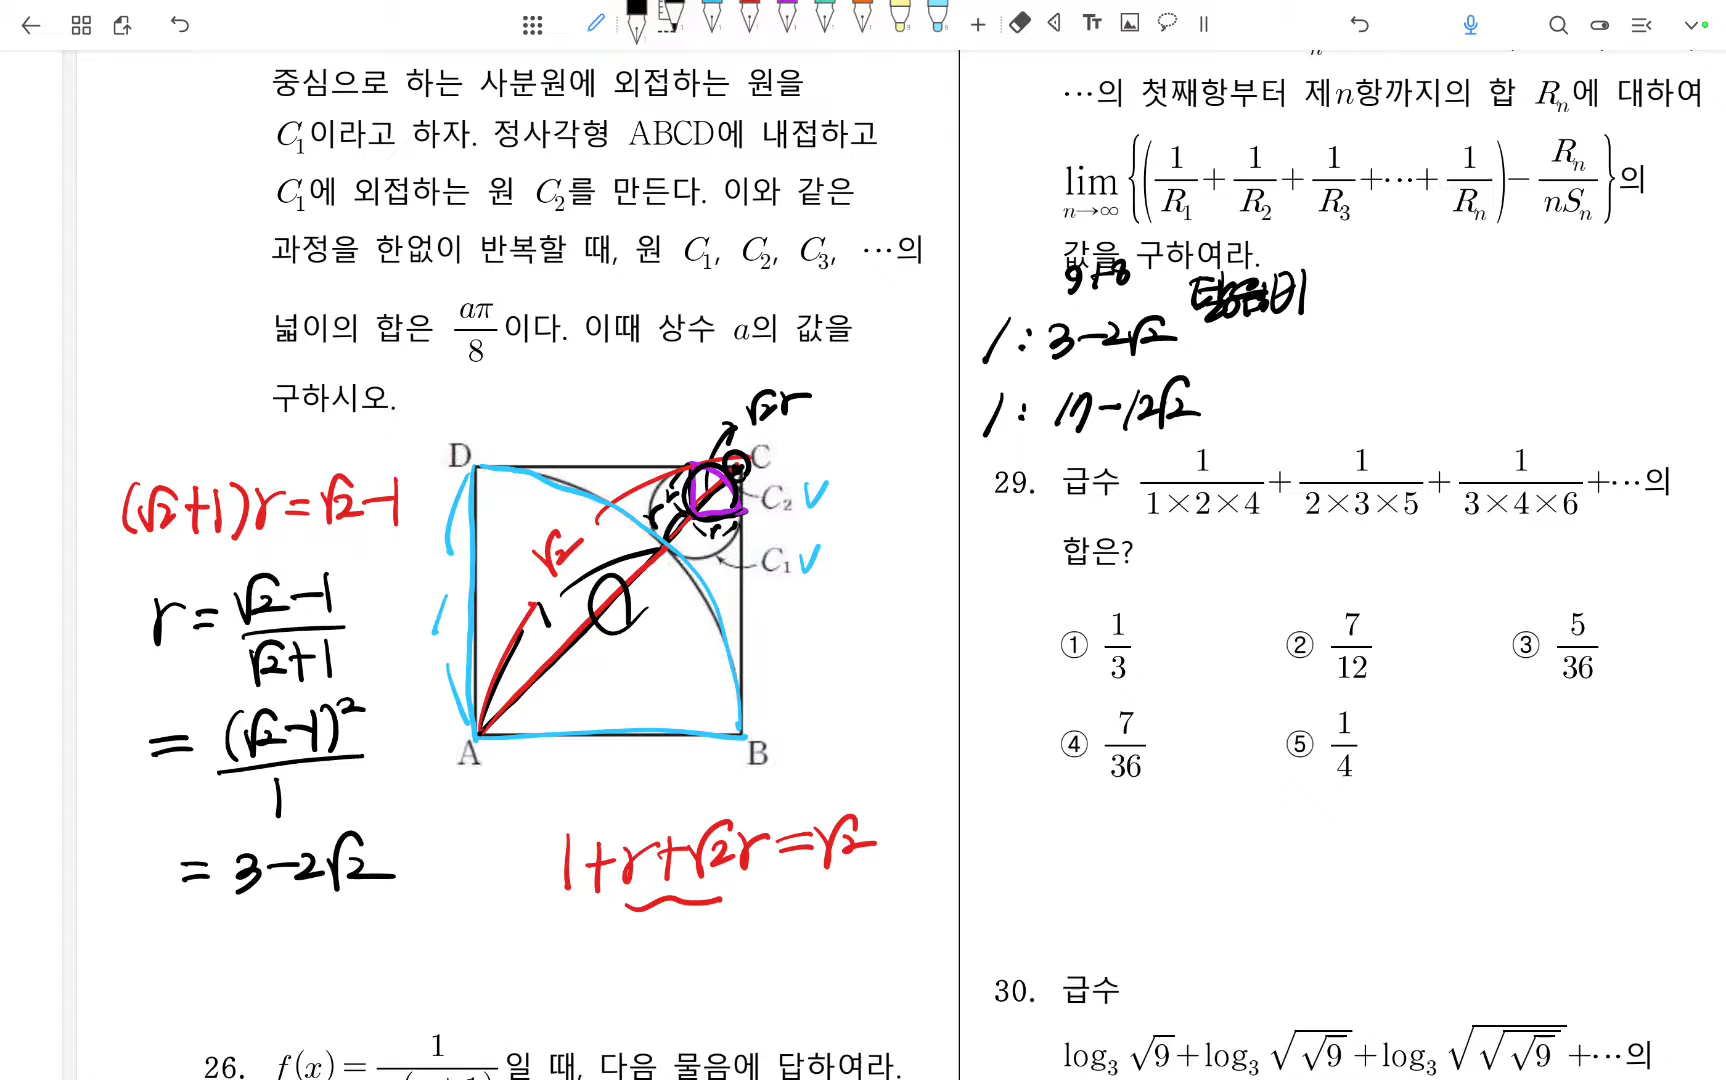 중심으로 하는 사분원에 외접하는 원을
C₁이라고 하자. 정사각형 ABCD에 내접하고
C₁에 외접하는 원 C₂를 만든다. 이와 같은
과정을 한없이 반복할 때, 원 C₁, C₂, C₃, ⋯의
넓이의 합은 aπ/8 이다. 이때 상수 a의 값을
구하시오.
√2r
D
C
C₂ V
C₁ V
r
r
√2
1
1
A
B
(√2+1)r=√2-1
r = (√2-1)/(√2+1)
= (√2-1)²/1
= 3-2√2
1+r+√2r=√2
26. f(x)= 1 일 때, 다음 물음에 답하여라.
⋯의 첫째항부터 제n항까지의 합 Rₙ에 대하여
lim n→∞ {(1/R₁ + 1/R₂ + 1/R₃ +⋯+ 1/Rₙ) − Rₙ/nSₙ}의
값을 구하여라.
9+8
닮음비
1 : 3-2√2
1 : 17-12√2
29. 급수 1/(1×2×4) + 1/(2×3×5) + 1/(3×4×6) +⋯의
합은?
① 1/3 ② 7/12 ③ 5/36
④ 7/36 ⑤ 1/4
30. 급수
log₃ √9 + log₃ √√9 + log₃ √√√9 +⋯의